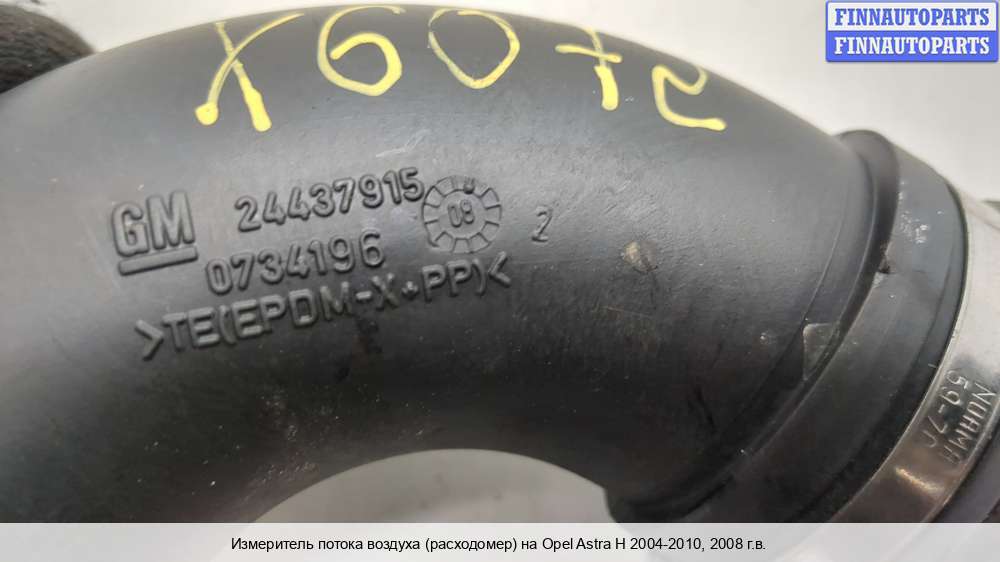 FINNAUTOPARTS
FINNAUTOPARTS
GM
24437915
08
2
0734196
>TE(EPDM-X+PP)<
NORMA
Измеритель потока воздуха (расходомер) на Opel Astra H 2004-2010, 2008 г.в.